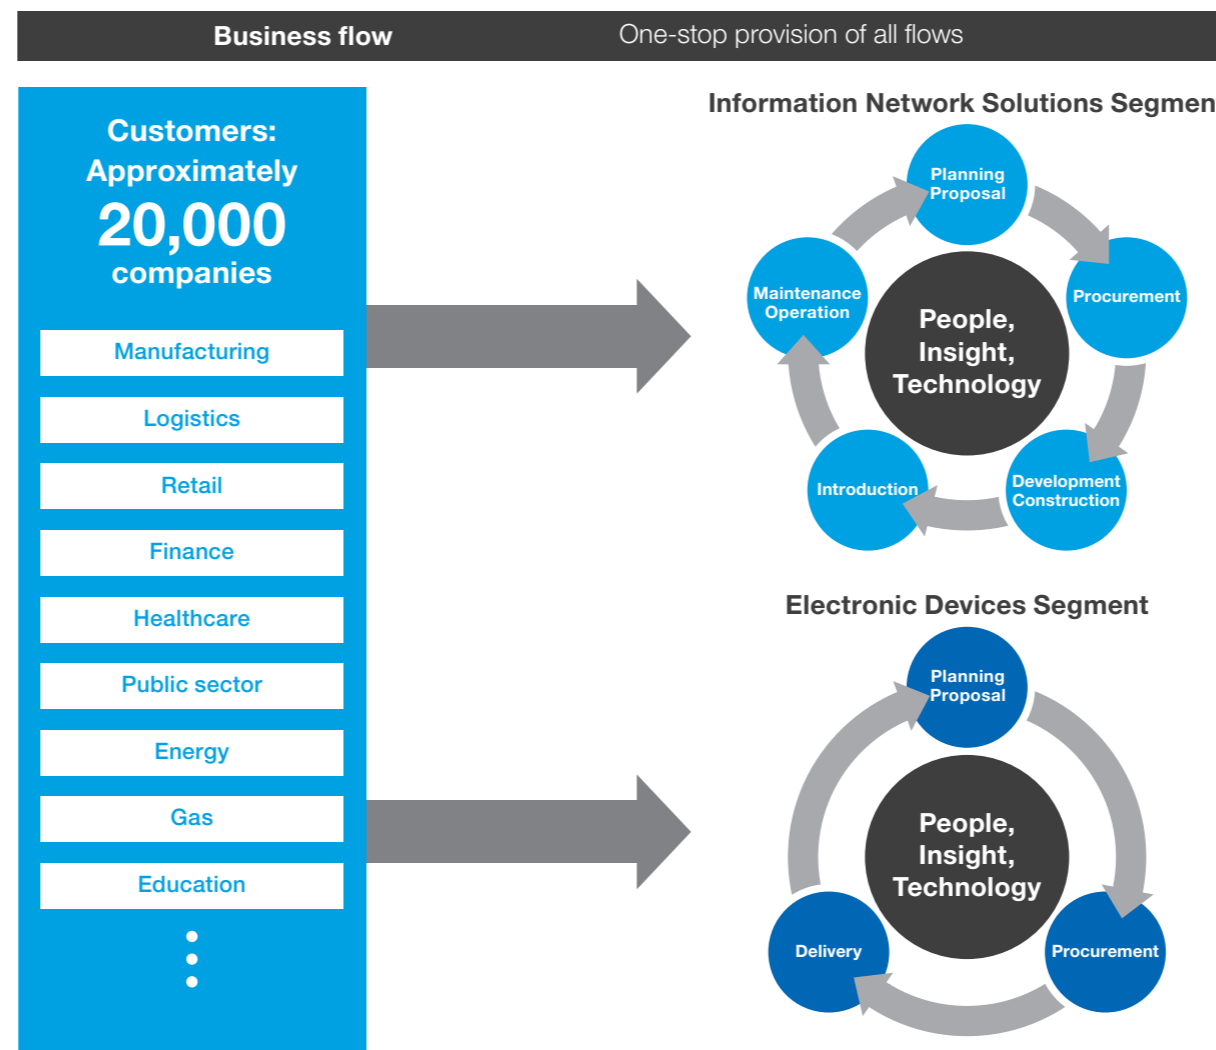 Business flow
One-stop provision of all flows
Customers:
Approximately
20,000
companies
Manufacturing
Logistics
Retail
Finance
Healthcare
Public sector
Energy
Gas
Education
Information Network Solutions Segmen
Planning
Proposal
Procurement
Development
Construction
Introduction
Maintenance
Operation
People,
Insight,
Technology
Electronic Devices Segment
Planning
Proposal
Procurement
Delivery
People,
Insight,
Technology